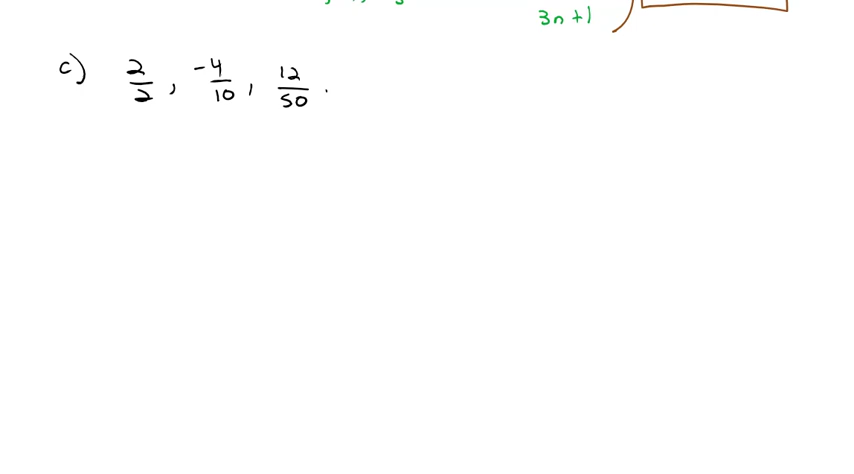 3n+1
c) 2/2, -4/10, 12/50 .